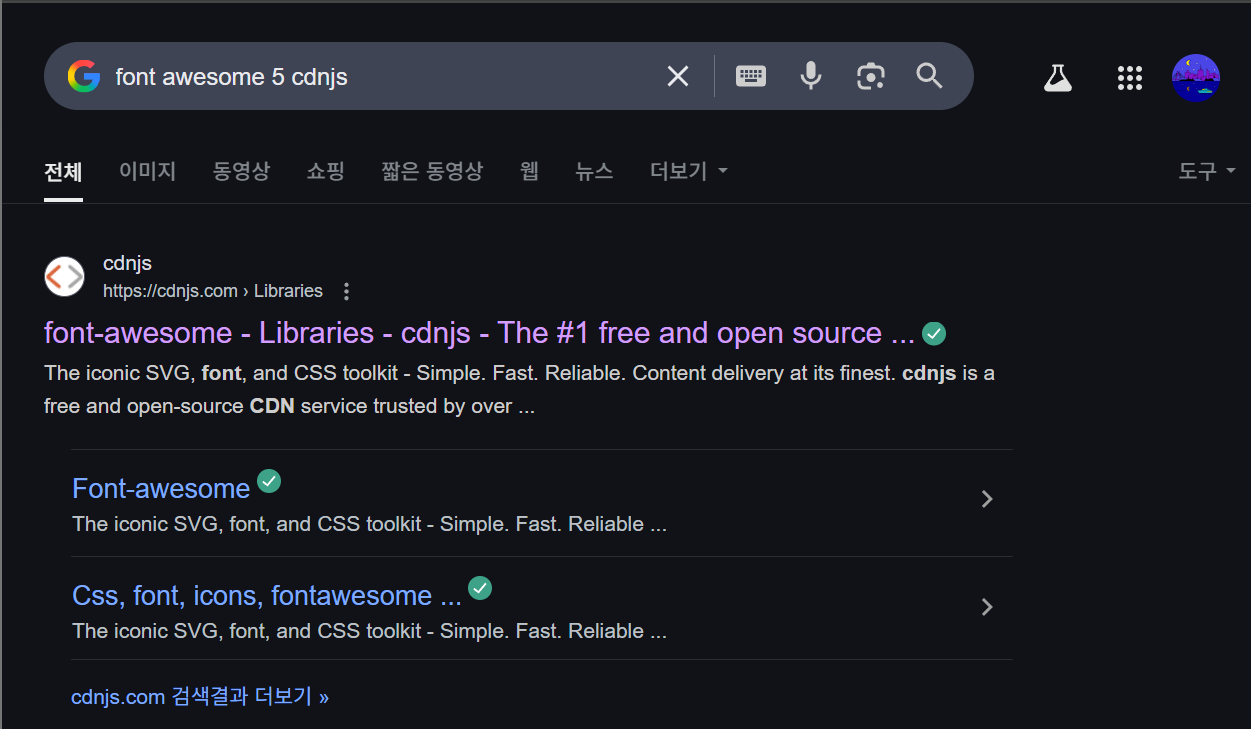 font awesome 5 cdnjs
전체 이미지 동영상 쇼핑 짧은 동영상 웹 뉴스 더보기 도구
cdnjs
https://cdnjs.com › Libraries
font-awesome - Libraries - cdnjs - The #1 free and open source ...
The iconic SVG, font, and CSS toolkit - Simple. Fast. Reliable. Content delivery at its finest. cdnjs is a
free and open-source CDN service trusted by over ...
Font-awesome
The iconic SVG, font, and CSS toolkit - Simple. Fast. Reliable ...
Css, font, icons, fontawesome ...
The iconic SVG, font, and CSS toolkit - Simple. Fast. Reliable ...
cdnjs.com 검색결과 더보기 »